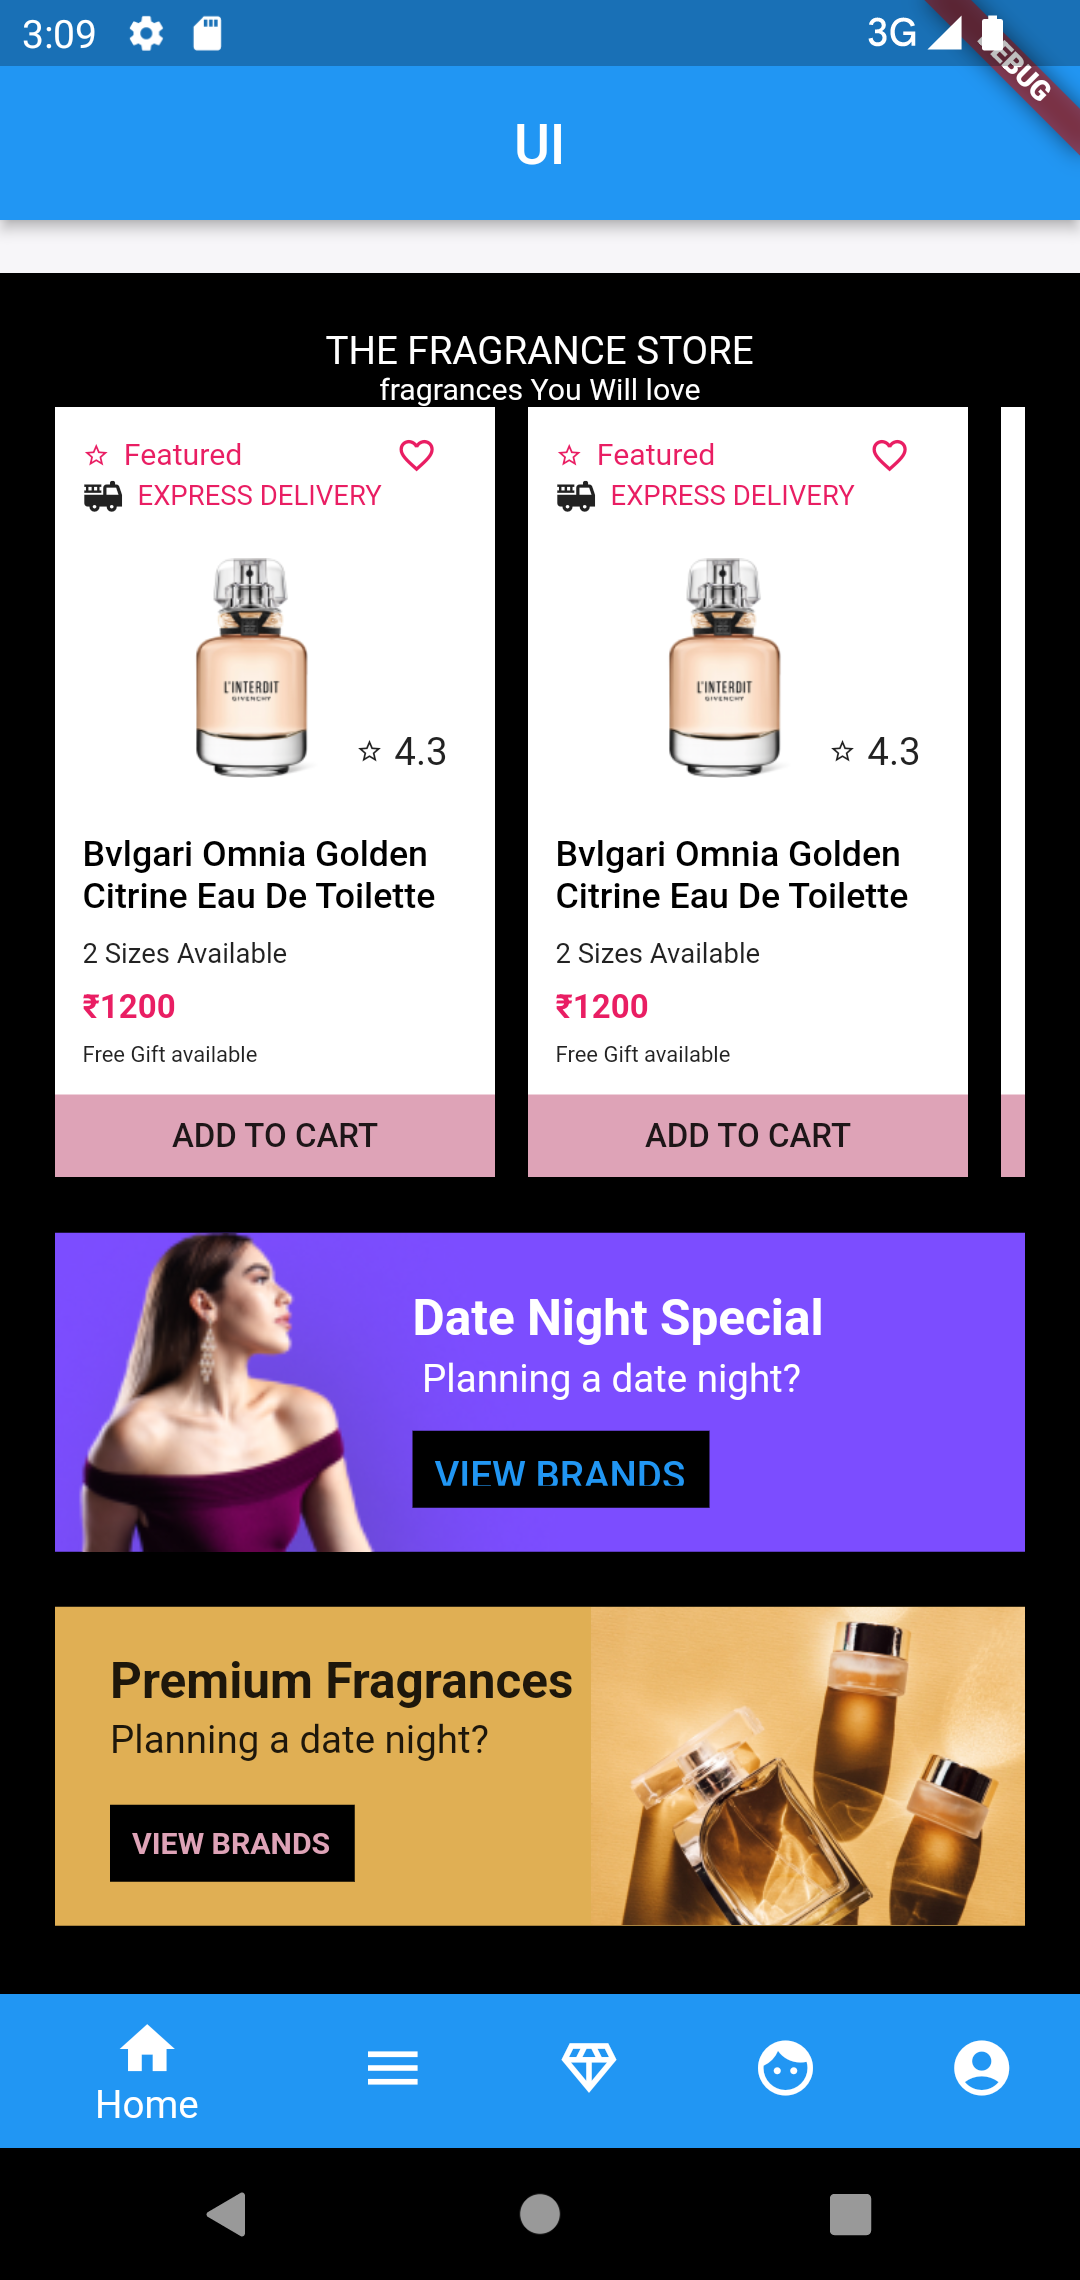 3:09
3G
DEBUG
UI
THE FRAGRANCE STORE
fragrances You Will love
Featured
EXPRESS DELIVERY
L'INTERDIT
GIVENCHY
4.3
Bvlgari Omnia Golden
Citrine Eau De Toilette
2 Sizes Available
₹1200
Free Gift available
ADD TO CART
Featured
EXPRESS DELIVERY
L'INTERDIT
GIVENCHY
4.3
Bvlgari Omnia Golden
Citrine Eau De Toilette
2 Sizes Available
₹1200
Free Gift available
ADD TO CART
Date Night Special
Planning a date night?
VIEW BRANDS
Premium Fragrances
Planning a date night?
VIEW BRANDS
Home